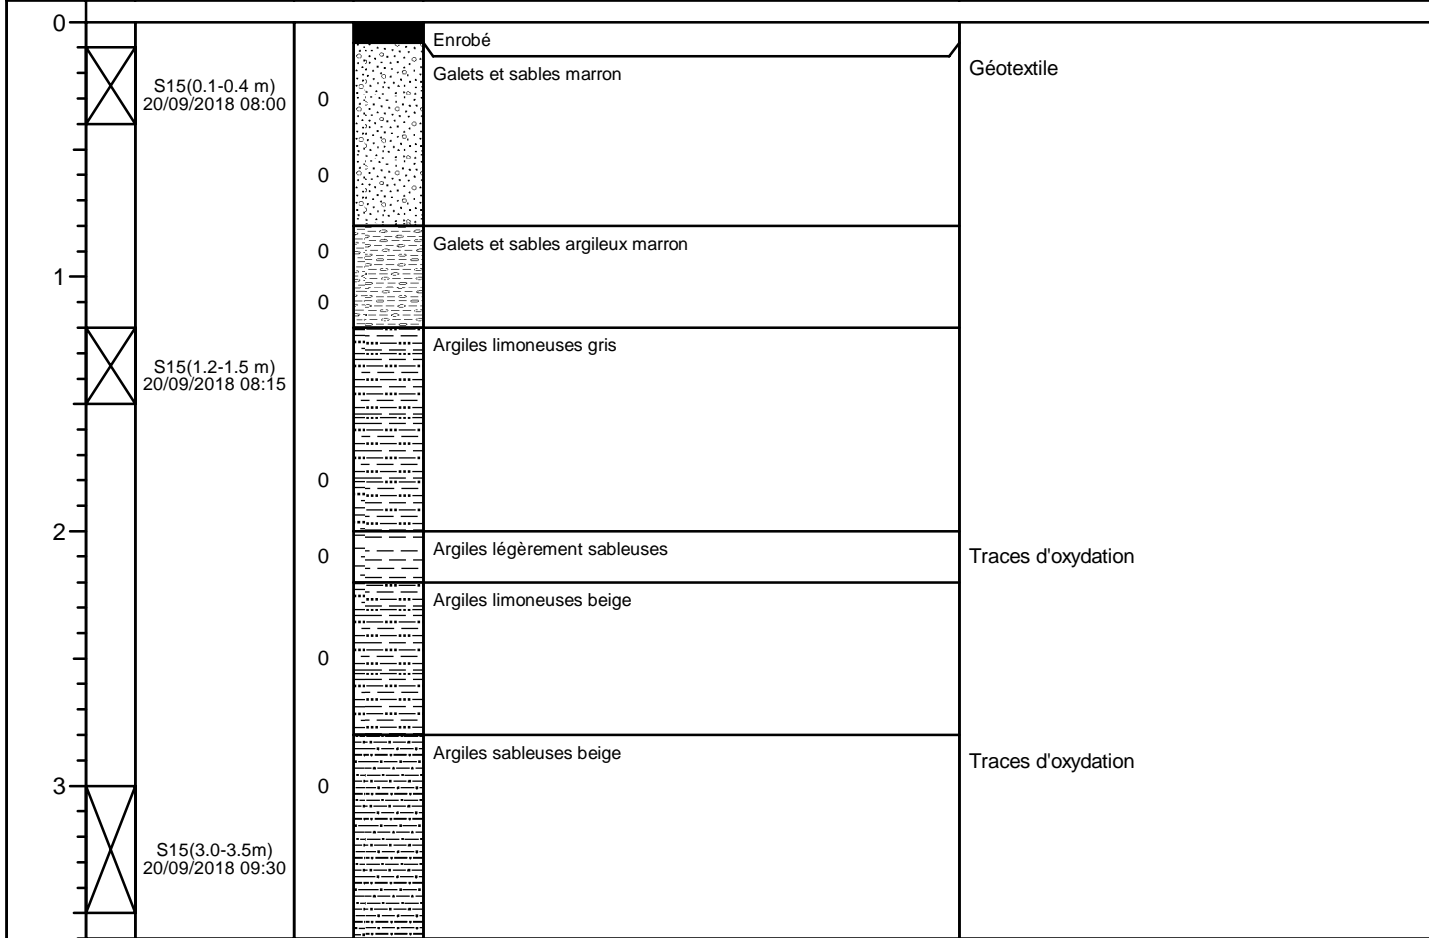 0
Enrobé
Galets et sables marron
Géotextile
S15(0.1-0.4 m)
20/09/2018 08:00
0
0
Galets et sables argileux marron
0
1
0
Argiles limoneuses gris
S15(1.2-1.5 m)
20/09/2018 08:15
0
2
Argiles légèrement sableuses
0
Traces d'oxydation
Argiles limoneuses beige
0
Argiles sableuses beige
Traces d'oxydation
3
0
S15(3.0-3.5m)
20/09/2018 09:30